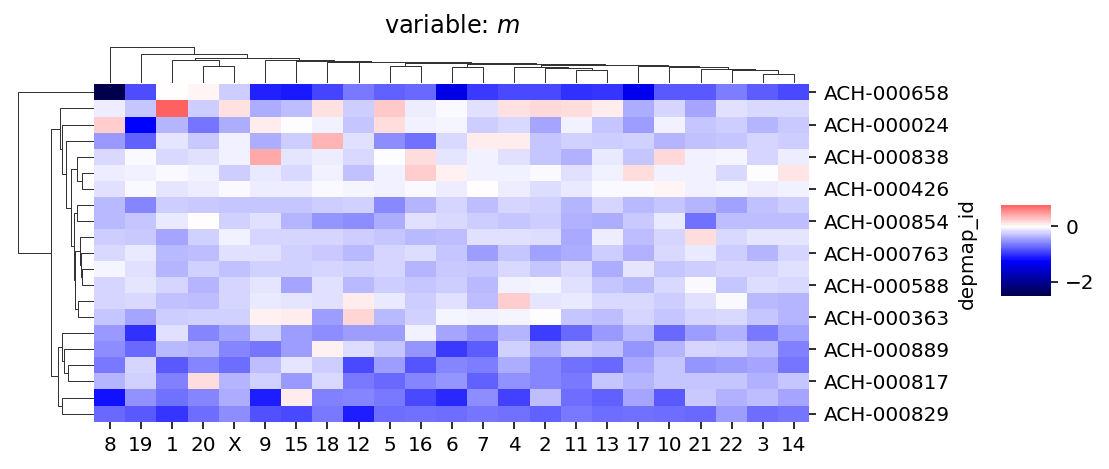 variable: m
ACH-000658
ACH-000024
ACH-000838
ACH-000426
ACH-000854
ACH-000763
ACH-000588
ACH-000363
ACH-000889
ACH-000817
ACH-000829
depmap_id
0
−2
8 19 1 20 X 9 15 18 12 5 16 6 7 4 2 11 13 17 10 21 22 3 14